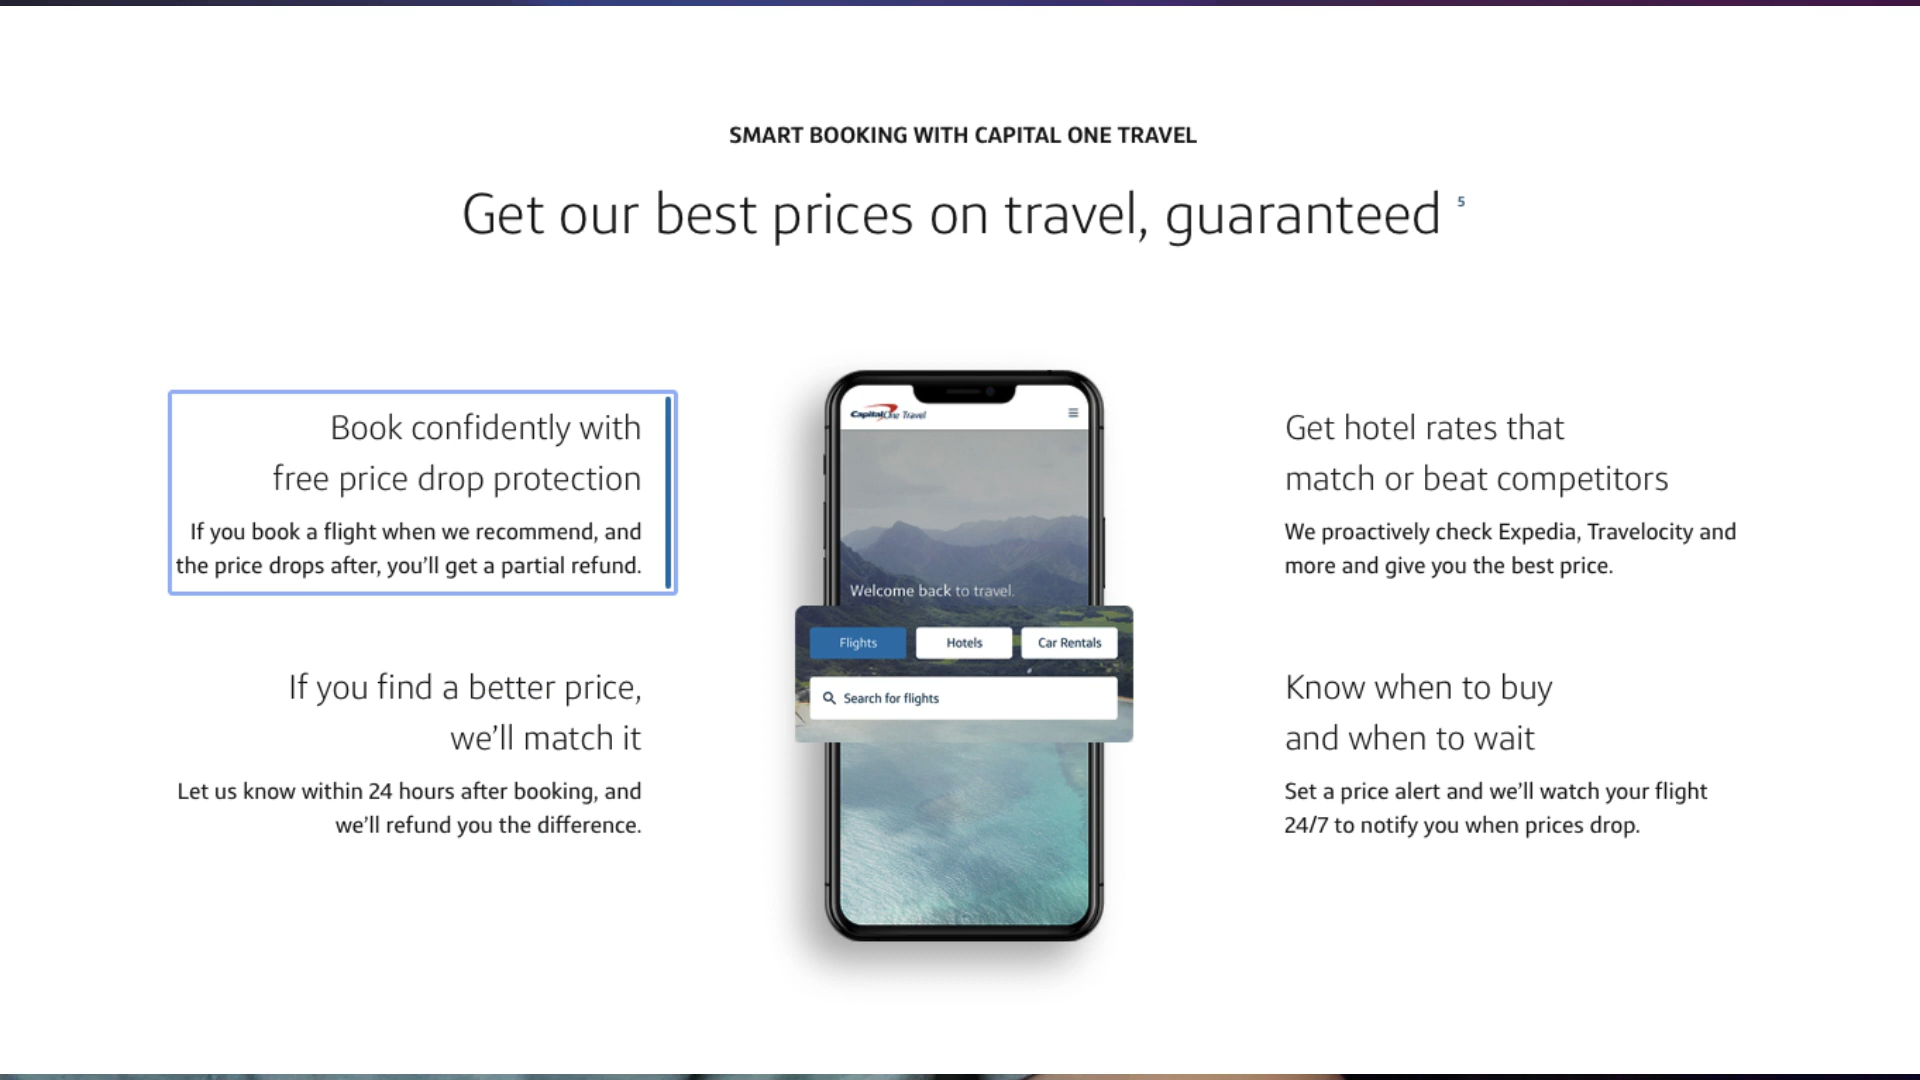 SMART BOOKING WITH CAPITAL ONE TRAVEL
Get our best prices on travel, guaranteed 5
Book confidently with
free price drop protection
If you book a flight when we recommend, and
the price drops after, you’ll get a partial refund.
If you find a better price,
we’ll match it
Let us know within 24 hours after booking, and
we’ll refund you the difference.
CapitalOne Travel
Welcome back to travel.
Flights
Hotels
Car Rentals
Search for flights
Get hotel rates that
match or beat competitors
We proactively check Expedia, Travelocity and
more and give you the best price.
Know when to buy
and when to wait
Set a price alert and we’ll watch your flight
24/7 to notify you when prices drop.